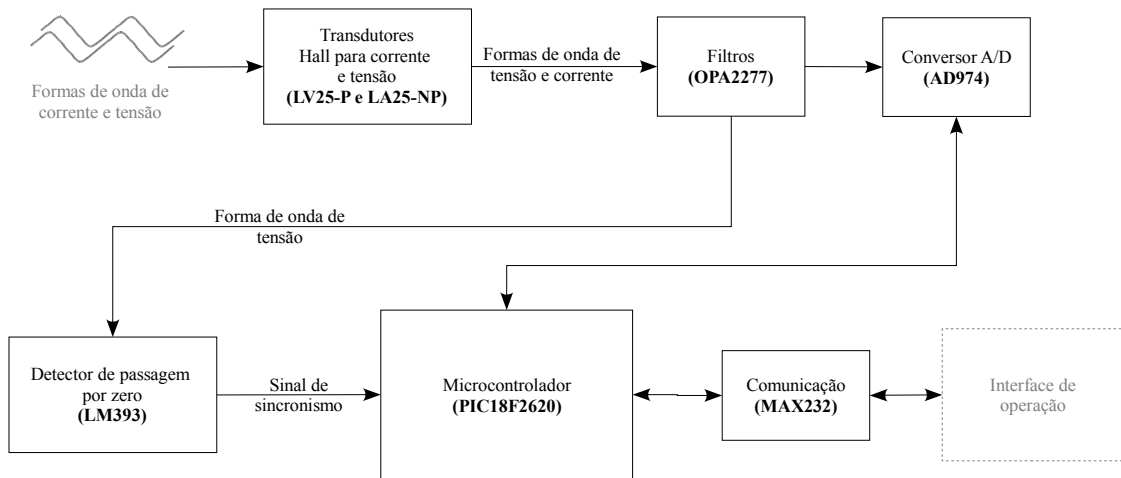 Formas de onda de
corrente e tensão
Transdutores
Hall para corrente
e tensão
(LV25-P e LA25-NP)
Formas de onda de
tensão e corrente
Filtros
(OPA2277)
Conversor A/D
(AD974)
Forma de onda de
tensão
Detector de passagem
por zero
(LM393)
Sinal de
sincronismo
Microcontrolador
(PIC18F2620)
Comunicação
(MAX232)
Interface de
operação